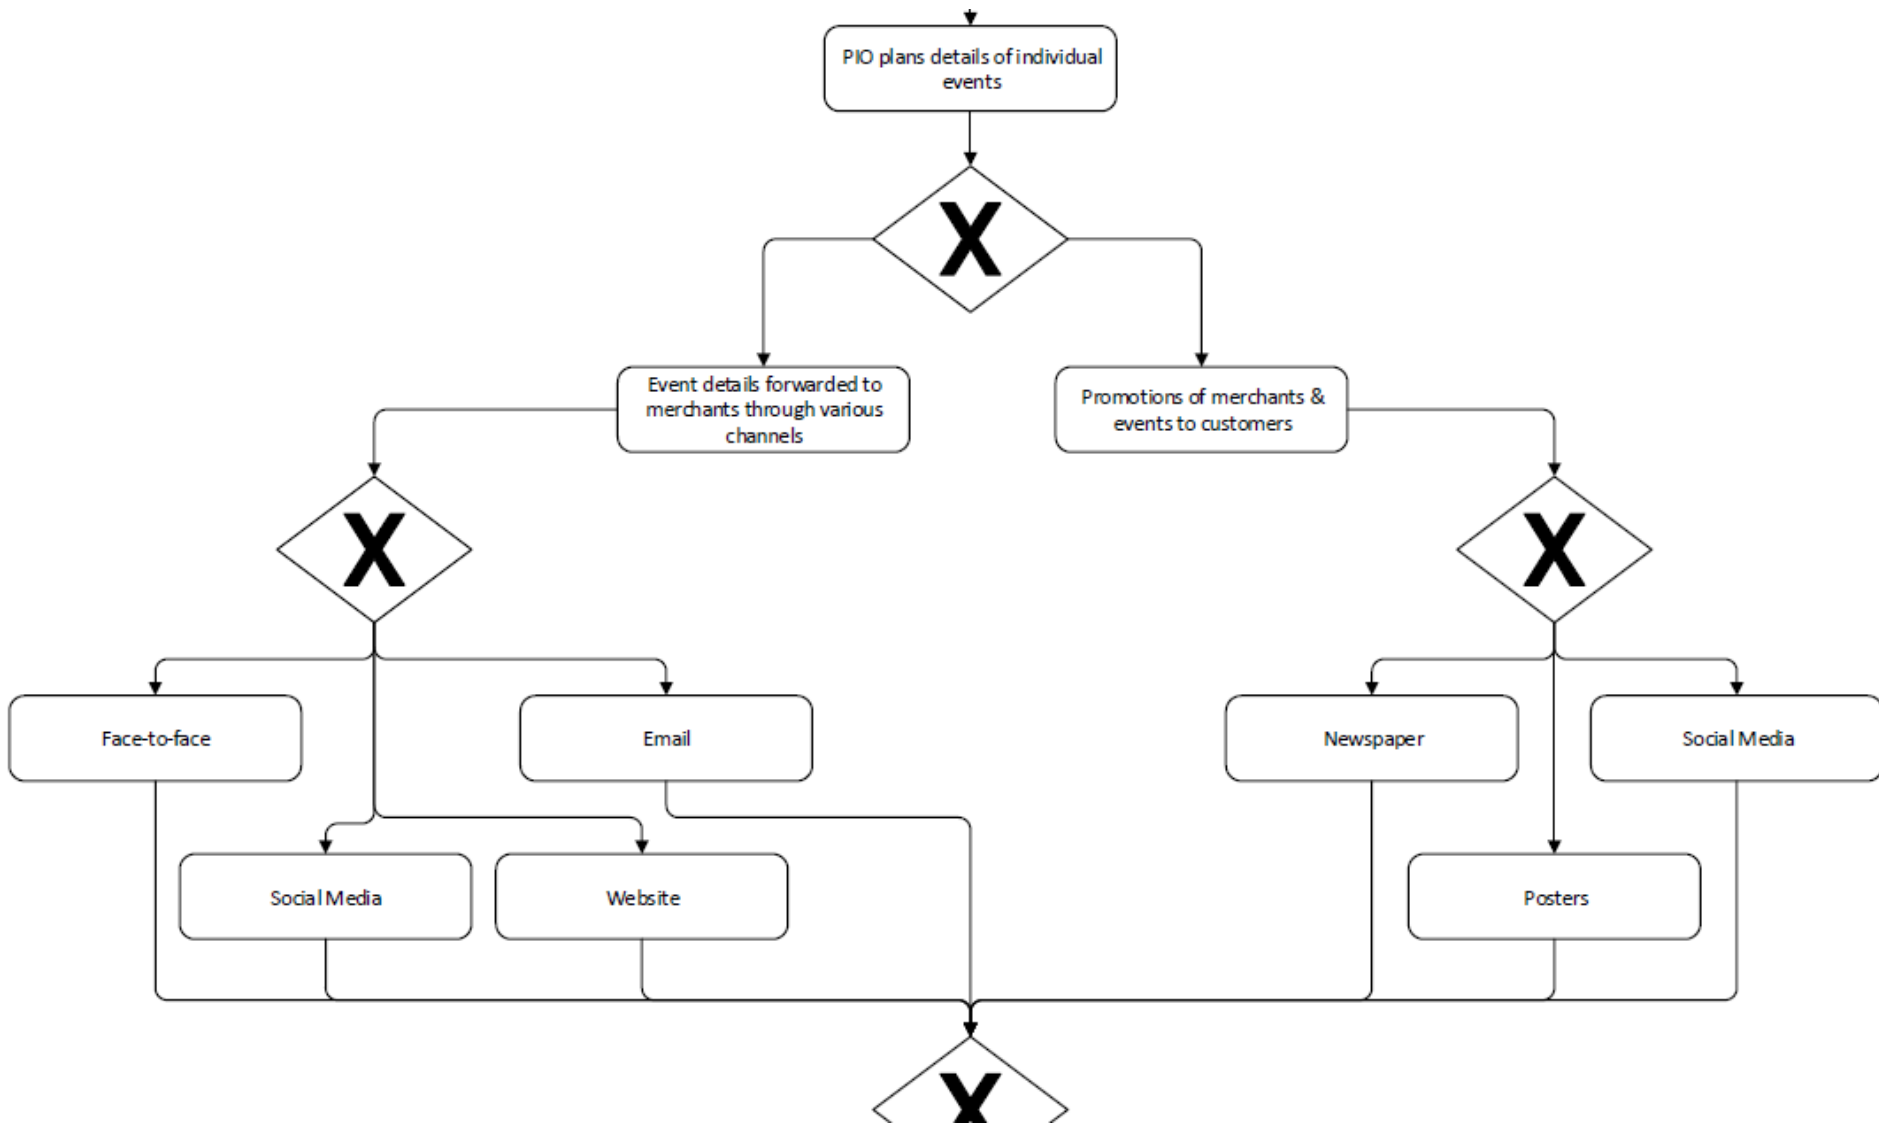 PIO plans details of individual
events
X
Event details forwarded to
merchants through various
channels
Promotions of merchants &
events to customers
X
X
Face-to-face
Email
Newspaper
Social Media
Social Media
Website
Posters
X